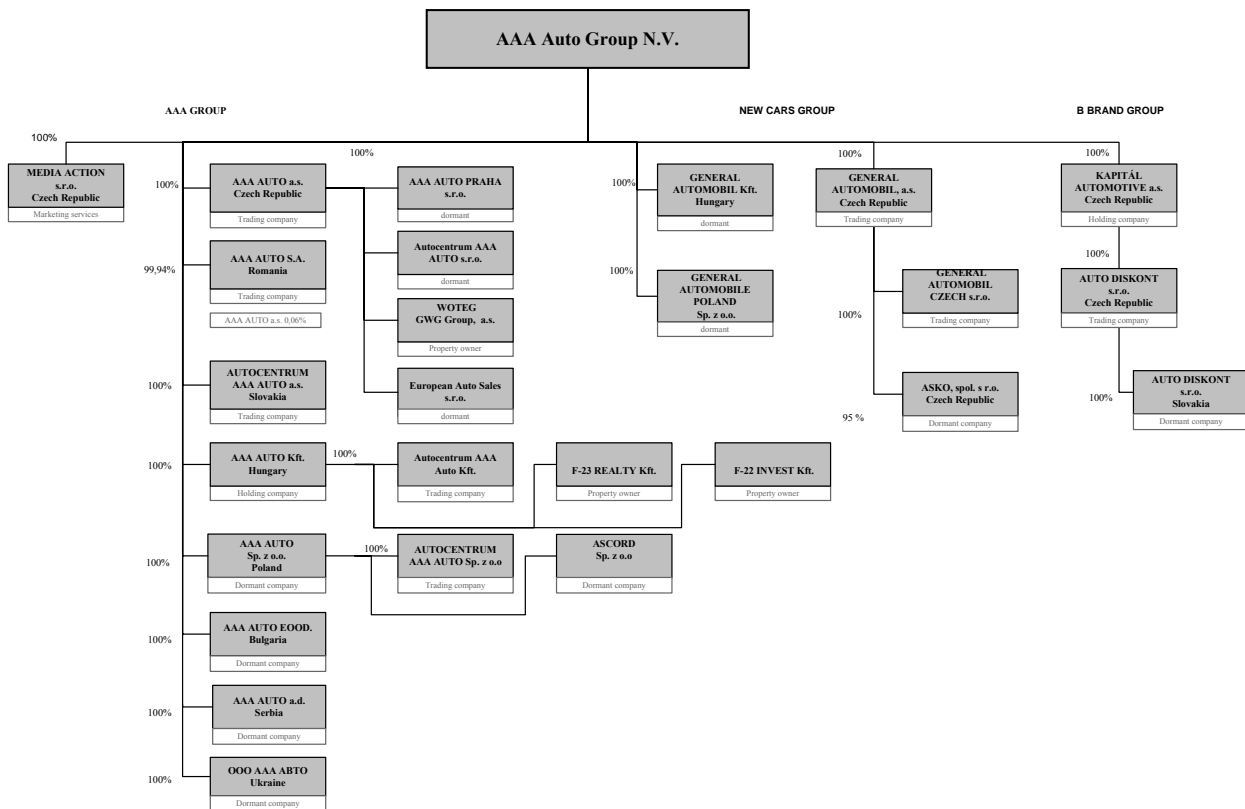 AAA Auto Group N.V.
AAA GROUP
NEW CARS GROUP
B BRAND GROUP
100%
MEDIA ACTION
s.r.o.
Czech Republic
Marketing services
100%
AAA AUTO a.s.
Czech Republic
Trading company
100%
AAA AUTO PRAHA
s.r.o.
dormant
Autocentrum AAA
AUTO s.r.o.
dormant
WOTEG
GWG Group, a.s.
Property owner
European Auto Sales
s.r.o.
dormant
99,94%
AAA AUTO S.A.
Romania
Trading company
AAA AUTO a.s. 0,06%
100%
AUTOCENTRUM
AAA AUTO a.s.
Slovakia
Trading company
100%
AAA AUTO Kft.
Hungary
Holding company
100%
Autocentrum AAA
Auto Kft.
Trading company
F-23 REALTY Kft.
Property owner
F-22 INVEST Kft.
Property owner
100%
AAA AUTO
Sp. z o.o.
Poland
Dormant company
100%
AUTOCENTRUM
AAA AUTO Sp. z o.o
Trading company
ASCORD
Sp. z o.o
Dormant company
100%
AAA AUTO EOOD.
Bulgaria
Dormant company
100%
AAA AUTO a.d.
Serbia
Dormant company
100%
ООО ААА АВТО
Ukraine
Dormant company
100%
GENERAL
AUTOMOBIL Kft.
Hungary
dormant
100%
GENERAL
AUTOMOBILE
POLAND
Sp. z o.o.
dormant
100%
GENERAL
AUTOMOBIL, a.s.
Czech Republic
Trading company
100%
GENERAL
AUTOMOBIL
CZECH s.r.o.
Trading company
95 %
ASKO, spol. s r.o.
Czech Republic
Dormant company
100%
KAPITÁL
AUTOMOTIVE a.s.
Czech Republic
Holding company
100%
AUTO DISKONT
s.r.o.
Czech Republic
Trading company
100%
AUTO DISKONT
s.r.o.
Slovakia
Dormant company